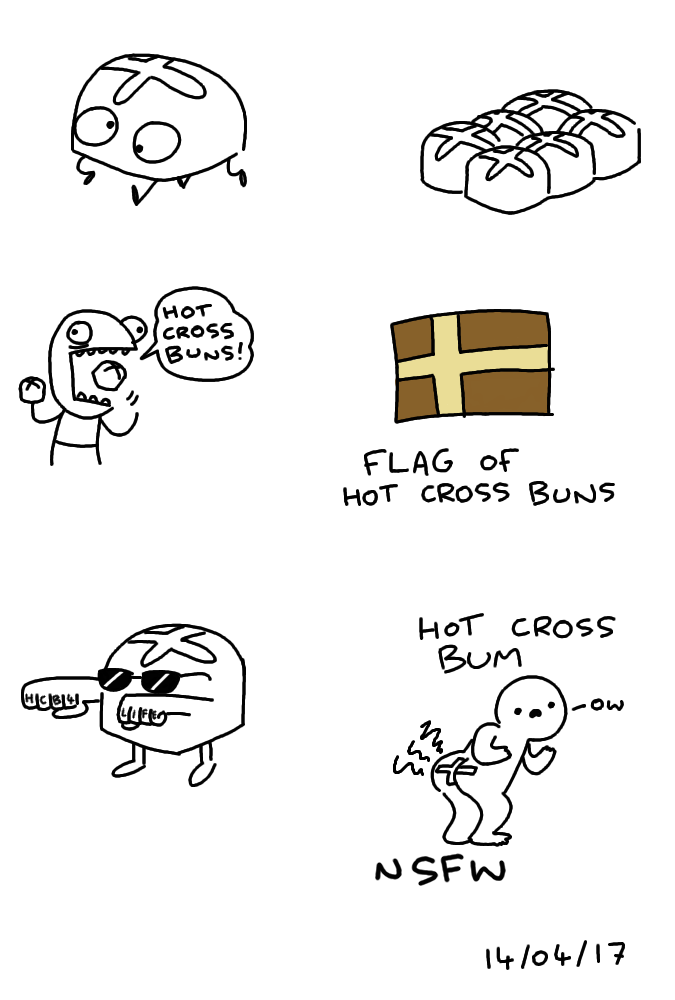 HOT
CROSS
BUNS!
FLAG OF
HOT CROSS BUNS
HCB4
LIFE
HOT CROSS
BUM
OW
NSFW
14/04/17